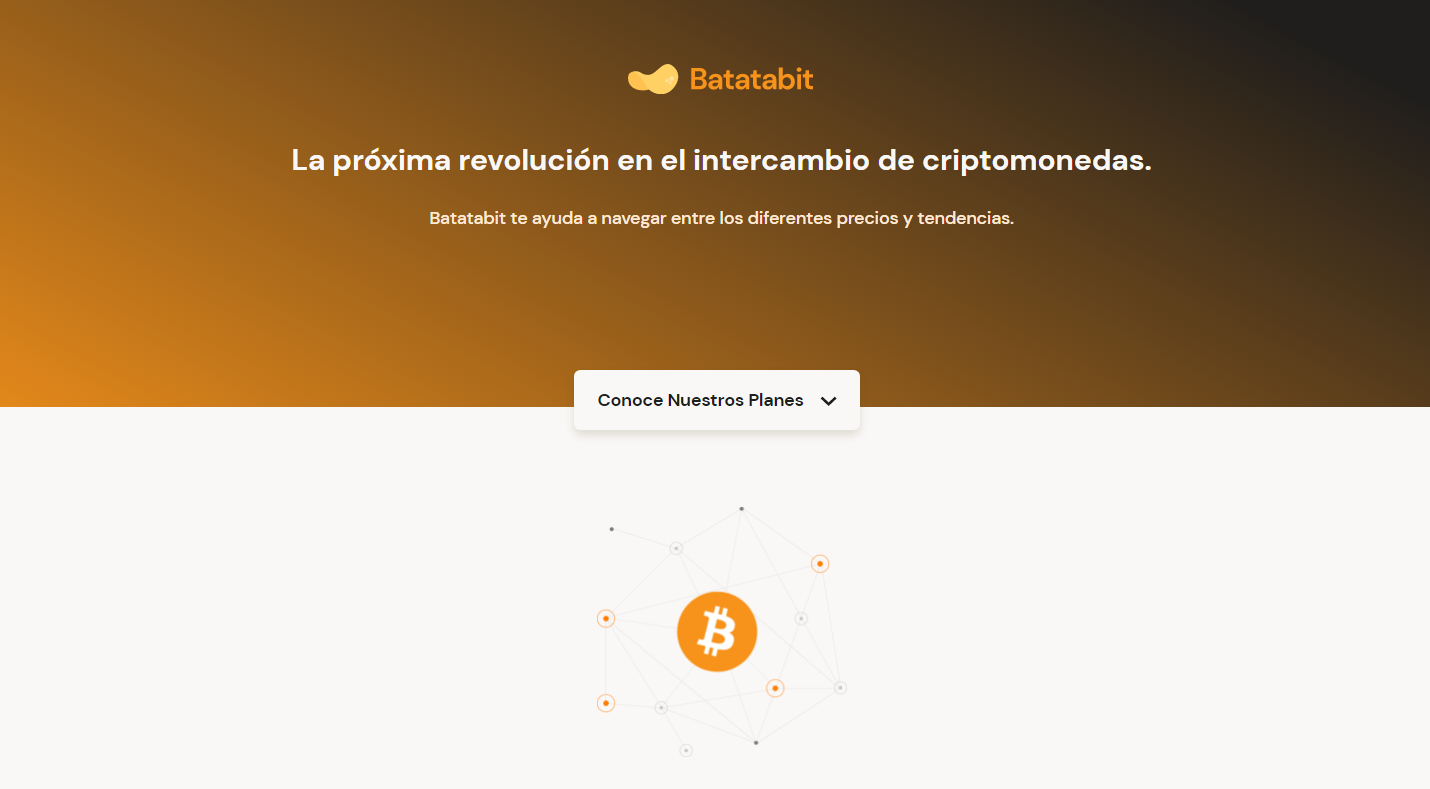 Batatabit
La próxima revolución en el intercambio de criptomonedas.
Batatabit te ayuda a navegar entre los diferentes precios y tendencias.
Conoce Nuestros Planes